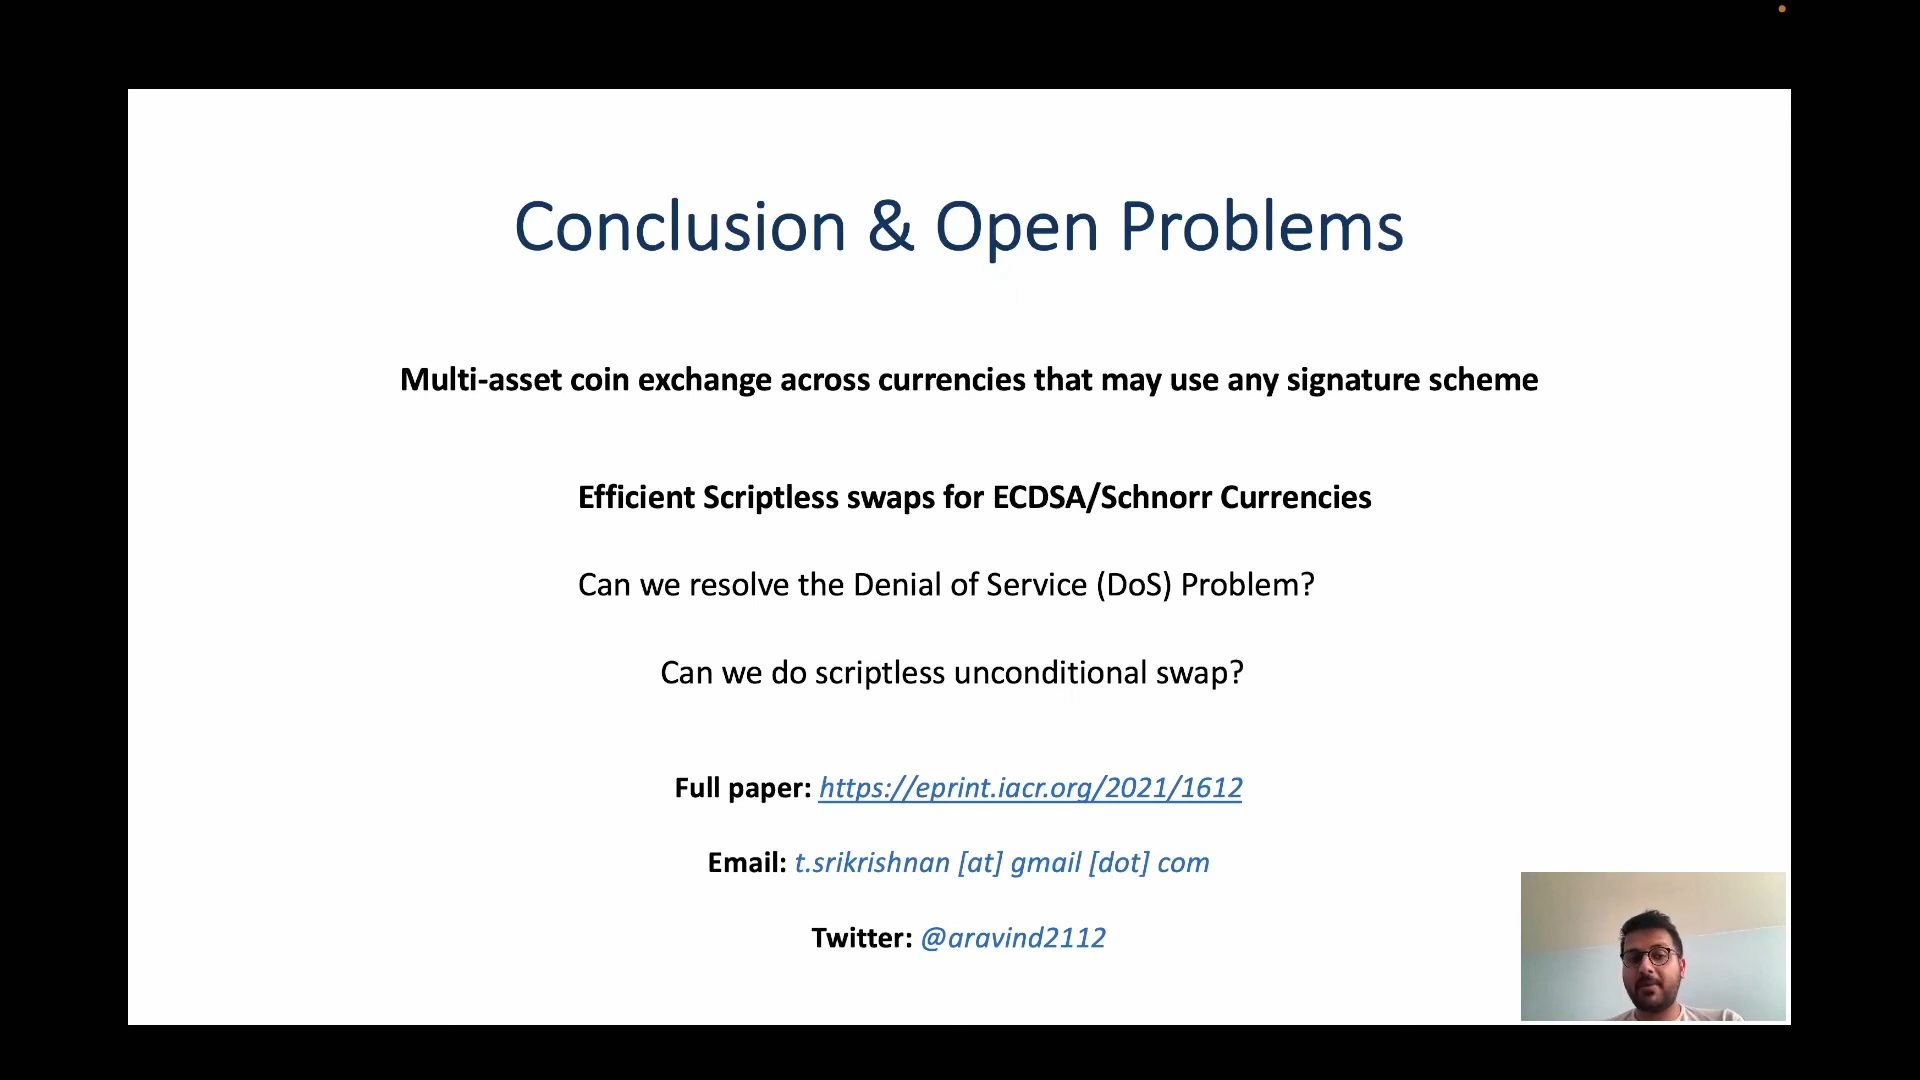 Conclusion & Open Problems
Multi-asset coin exchange across currencies that may use any signature scheme
Efficient Scriptless swaps for ECDSA/Schnorr Currencies
Can we resolve the Denial of Service (DoS) Problem?
Can we do scriptless unconditional swap?
Full paper: https://eprint.iacr.org/2021/1612
Email: t.srikrishnan [at] gmail [dot] com
Twitter: @aravind2112